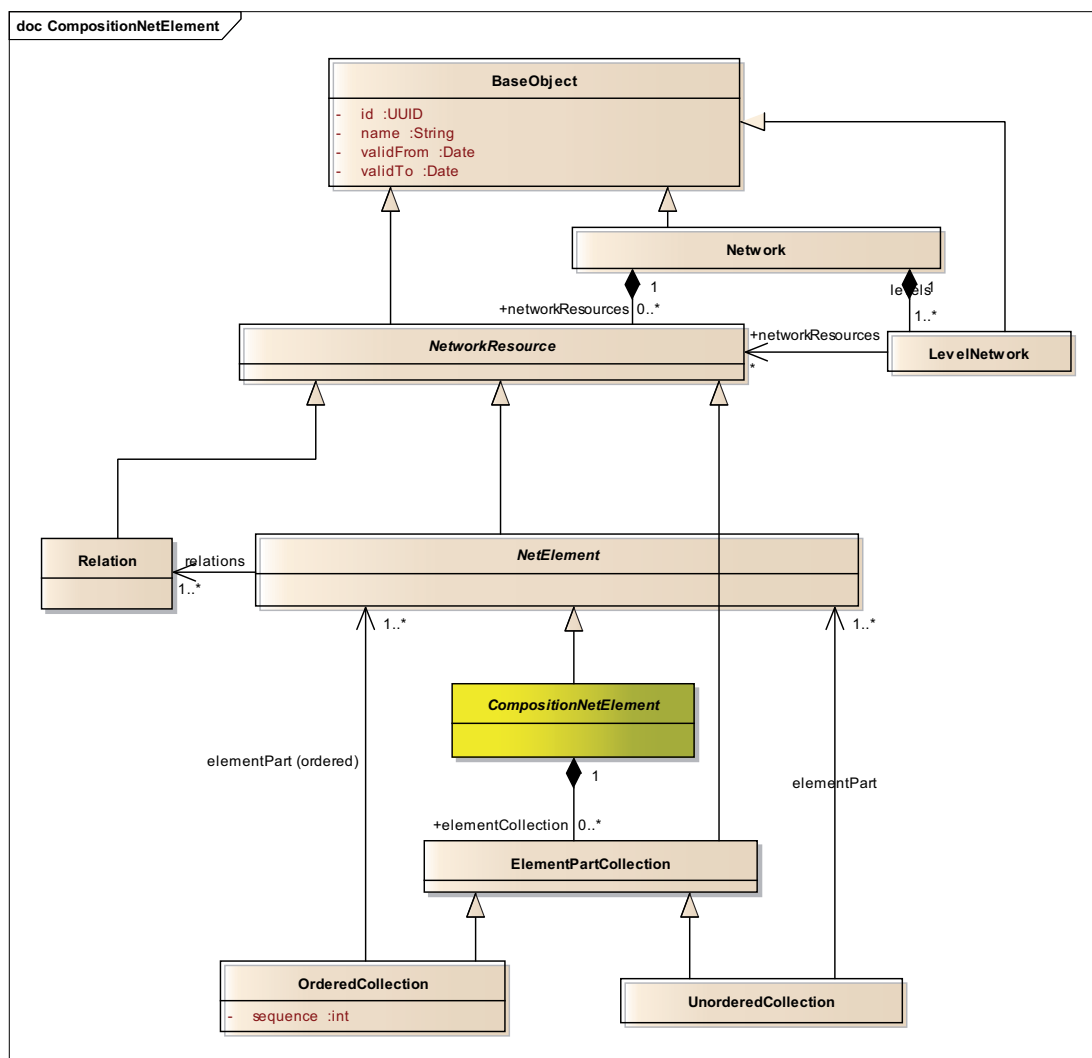 doc CompositionNetElement
BaseObject
- id :UUID
- name :String
- validFrom :Date
- validTo :Date
Network
1
levels
1
+networkResources
0..*
1..*
NetworkResource
+networkResources
*
LevelNetwork
Relation
relations
1..*
NetElement
1..*
1..*
CompositionNetElement
elementPart (ordered)
1
elementPart
+elementCollection
0..*
ElementPartCollection
OrderedCollection
- sequence :int
UnorderedCollection